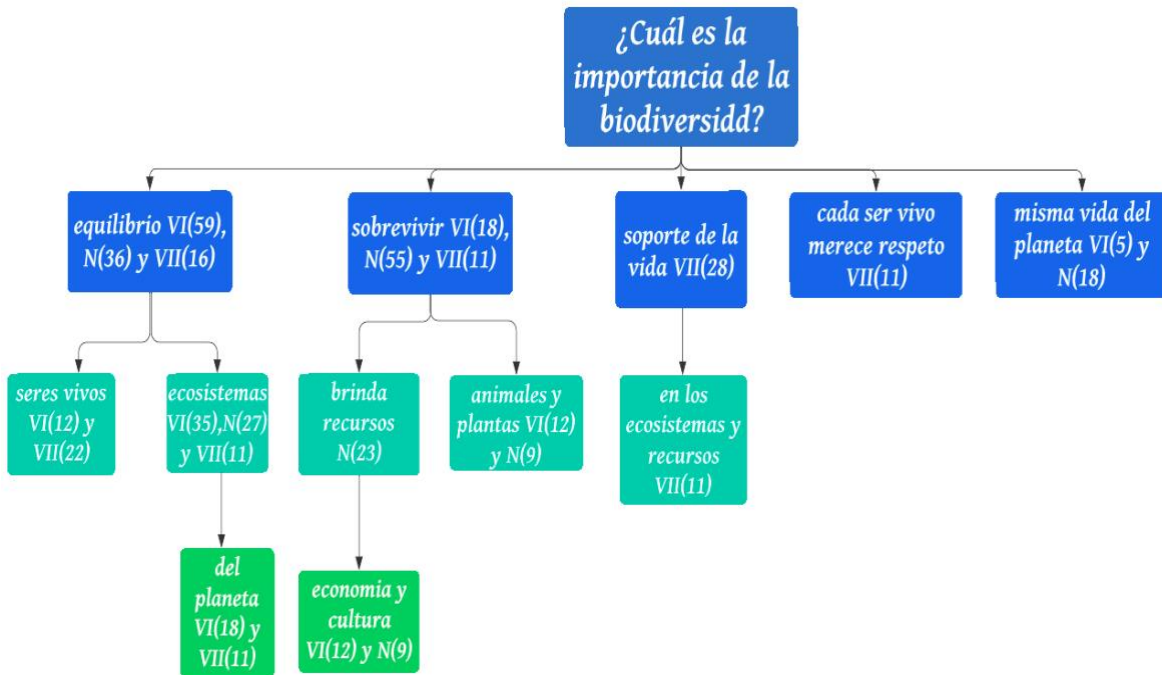 ¿Cuál es la
importancia de la
biodiversidd?
equilibrio VI(59),
N(36) y VII(16)
sobrevivir VI(18),
N(55) y VII(11)
soporte de la
vida VII(28)
cada ser vivo
merece respeto
VII(11)
misma vida del
planeta VI(5) y
N(18)
seres vivos
VI(12) y
VII(22)
ecosistemas
VI(35),N(27)
y VII(11)
brinda
recursos
N(23)
animales y
plantas VI(12)
y N(9)
en los
ecosistemas y
recursos
VII(11)
del
planeta
VI(18) y
VII(11)
economia y
cultura
VI(12) y N(9)